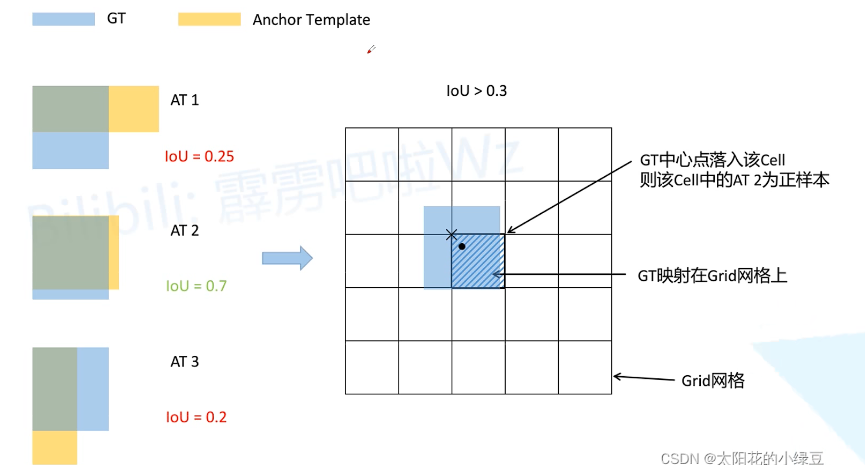 GT
Anchor Template
IoU > 0.3
AT 1
IoU = 0.25
GT中心点落入该Cell
则该Cell中的AT 2为正样本
AT 2
IoU = 0.7
GT映射在Grid网格上
AT 3
IoU = 0.2
Grid网格
Bilibili: 霹雳吧啦Wz
CSDN @太阳花的小绿豆